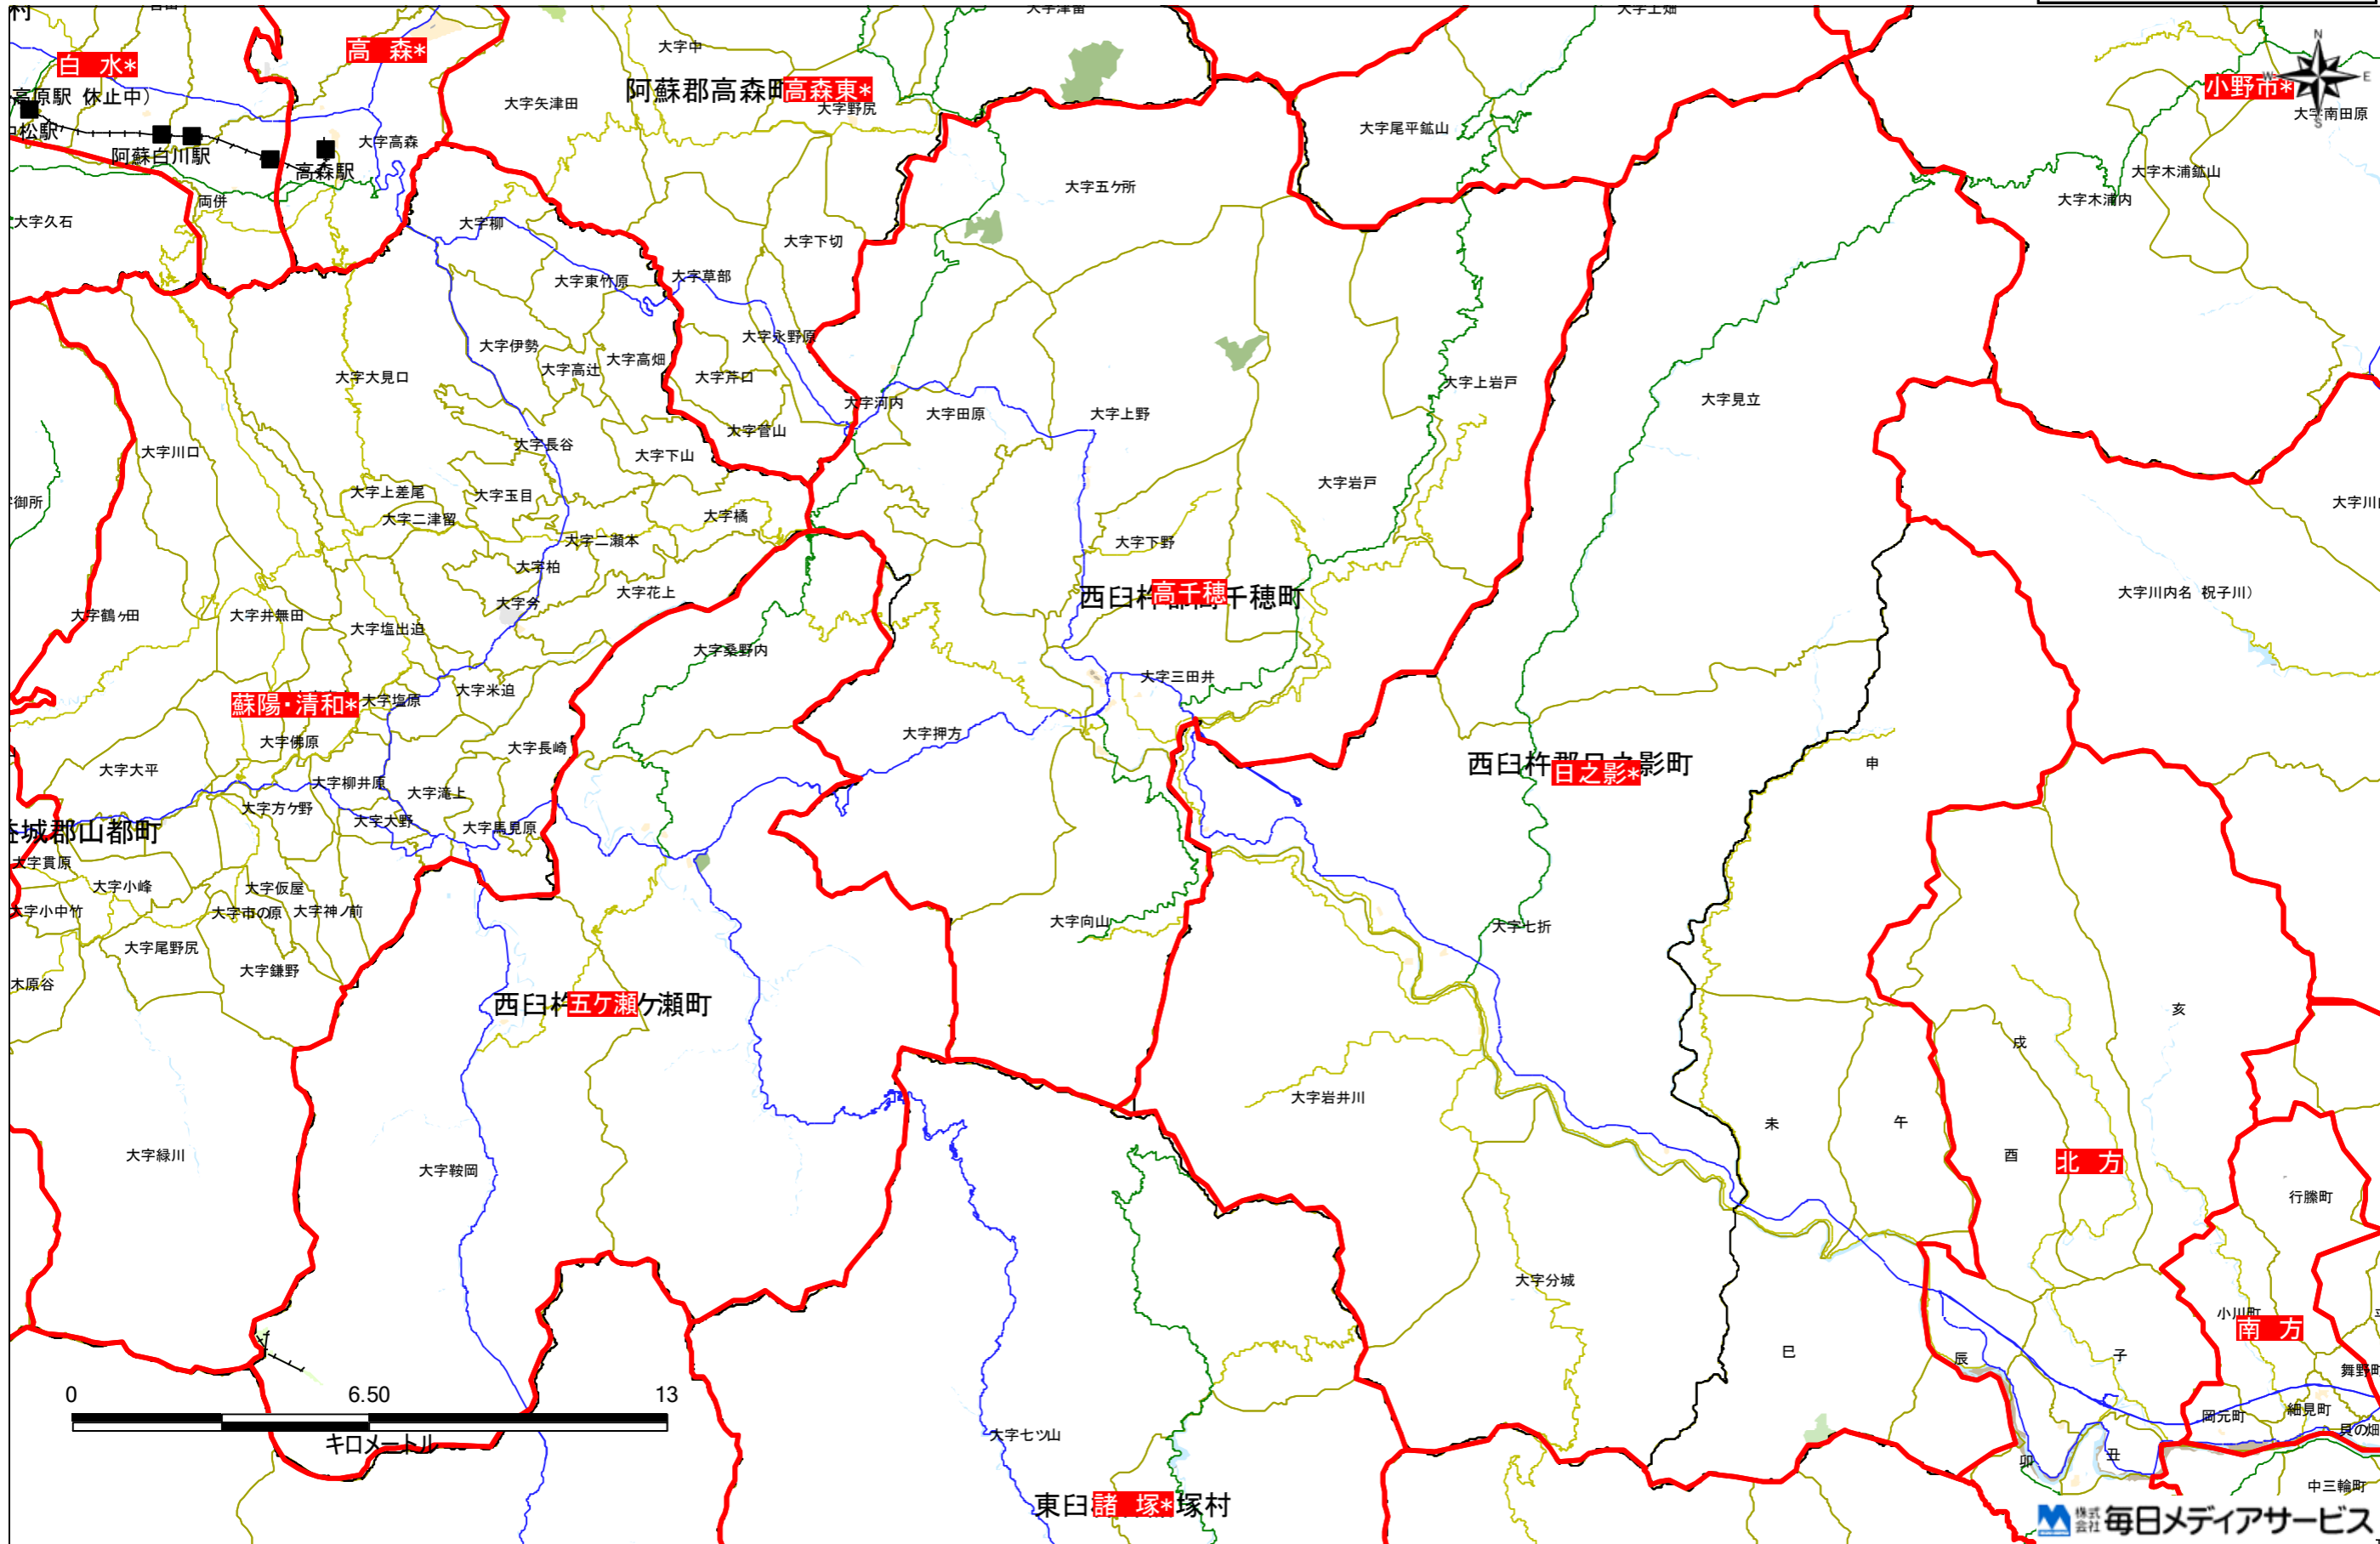 村
大字津留
大字上畑
白 水*
高 森*
大字中
阿蘇郡高森町
高森東*
小野市*
N
W
E
S
高原駅 休止中）
大字矢津田
大字野尻
大字南田原
中松駅
阿蘇白川駅
高森駅
大字高森
大字尾平鉱山
大字木浦鉱山
大字五ケ所
大字木浦内
両併
大字久石
大字柳
大字下切
大字東竹原
大字草部
大字永野原
大字伊勢
大字高辻
大字高畑
大字大見口
大字芹口
大字上岩戸
大字見立
大字河内
大字田原
大字上野
大字菅山
大字川口
大字長谷
大字下山
大字上差尾
大字玉目
大字岩戸
御所
大字二津留
大字橘
大字二瀬本
大字下野
大字柏
大字花上
大字今
西臼杵
高千穂
千穂町
大字川内名 祝子川）
大字鶴ヶ田
大字井無田
大字塩出迫
大字桑野内
大字三田井
大字米迫
蘇陽・清和*
大字塩原
大字押方
大字佛原
大字長崎
西臼杵郡日之影町
日之影*
申
大字大平
大字柳井原
大字滝上
大字方ケ野
大字大野
大字馬見原
城郡山都町
大字貫原
大字小峰
大字仮屋
大字小中竹
大字市の原
大字神ノ前
大字向山
大字七折
大字尾野尻
大字鎌野
木原谷
西臼杵
五ケ瀬
ケ瀬町
亥
戌
大字岩井川
未
午
大字緑川
大字鞍岡
酉
北 方
行縢町
大字分城
小川町
南 方
巳
辰
子
舞野町
0
6.50
13
キロメートル
岡元町
細見町
貝の畑
大字七ツ山
卯
丑
中三輪町
東臼
諸 塚*
塚村
株式会社 毎日メディアサービス